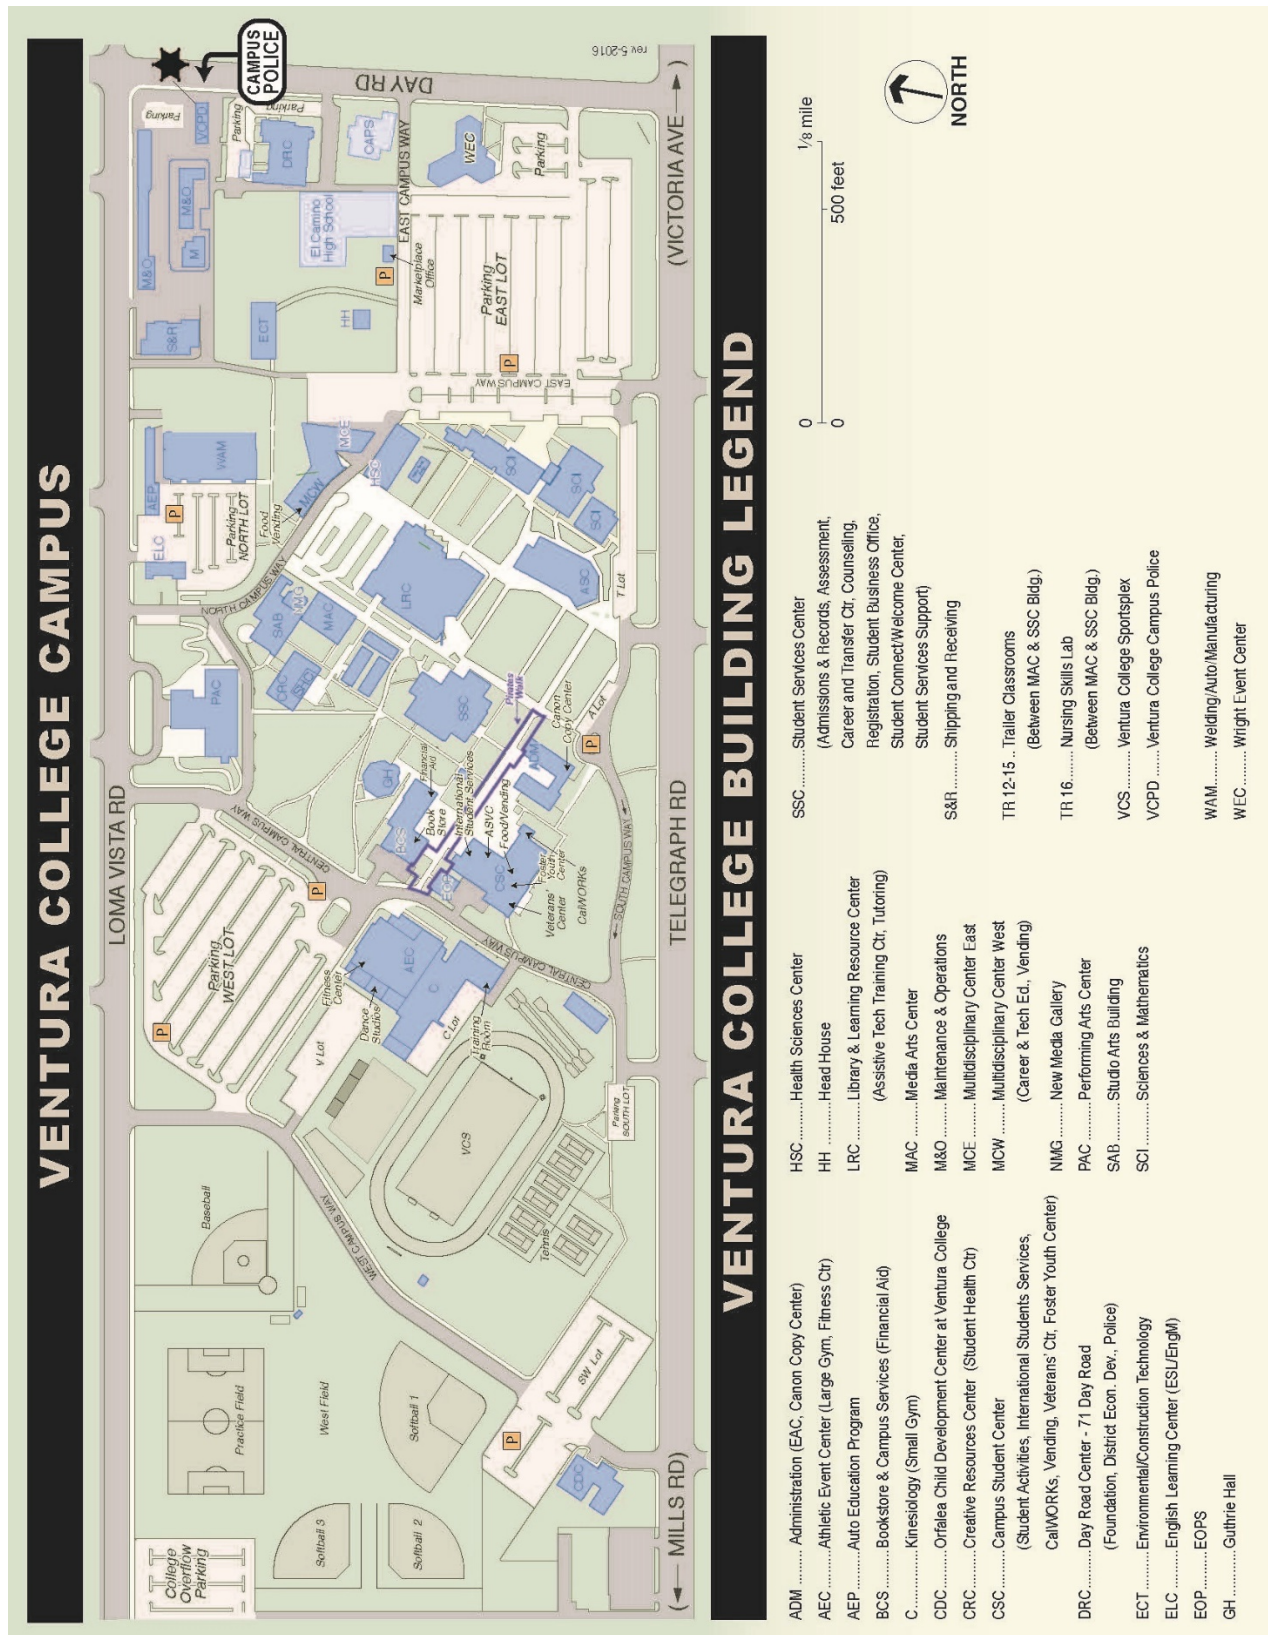 VENTURA COLLEGE CAMPUS
LOMA VISTA RD
College
Overflow
Parking
Practice Field
Softball 3
Softball 2
West Field
Softball 1
Baseball
WEST CAMPUS WAY
CDC
P
SW Lot
Tennis
VCS
Parking
SOUTH LOT
P
Parking
WEST LOT
P
V Lot
Fitness
Center
Dance
Studios
AEC
C
C Lot
Training
Room
CENTRAL CAMPUS WAY
CENTRAL CAMPUS WAY
SOUTH CAMPUS WAY
PAC
GH
BCS
Book
Store
Financial
Aid
International
Student Services
ASVC
Food/Vending
EOP
CSC
Veterans'
Center
Foster
Youth
Center
CalWORKs
ADM
Canon
Copy Center
Pirates
Walk
P
A Lot
SSC
CRC
(SHC)
SAB
NMG
MAC
NORTH CAMPUS WAY
LRC
ASC
T Lot
ELC
AEP
P
Parking
NORTH LOT
Food
Vending
WAM
MCW
MCE
HSC
SCI
SCI
SCI
S&R
ECT
HH
M&O
M
M&O
El Camino
High School
P
Marketplace
Office
EAST CAMPUS WAY
EAST CAMPUS WAY
P
Parking
EAST LOT
Parking
VCPD
Parking
Parking
DRC
CAPS
WEC
Parking
DAY RD
CAMPUS
POLICE
rev. 5-2016
(← MILLS RD)
TELEGRAPH RD
(VICTORIA AVE →)
VENTURA COLLEGE BUILDING LEGEND
ADM ....... Administration (EAC, Canon Copy Center)
AEC ........ Athletic Event Center (Large Gym, Fitness Ctr)
AEP ........ Auto Education Program
BCS ........ Bookstore & Campus Services (Financial Aid)
C ............. Kinesiology (Small Gym)
CDC ........ Orfalea Child Development Center at Ventura College
CRC ........ Creative Resources Center (Student Health Ctr)
CSC ........ Campus Student Center
(Student Activities, International Students Services,
CalWORKs, Vending, Veterans' Ctr, Foster Youth Center)
DRC ........ Day Road Center - 71 Day Road
(Foundation, District Econ. Dev., Police)
ECT ........ Environmental/Construction Technology
ELC ........ English Learning Center (ESL/EngM)
EOP ........ EOPS
GH .......... Guthrie Hall
HSC ........ Health Sciences Center
HH .......... Head House
LRC ........ Library & Learning Resource Center
(Assistive Tech Training Ctr, Tutoring)
MAC ....... Media Arts Center
M&O ....... Maintenance & Operations
MCE ....... Multidisciplinary Center East
MCW ...... Multidisciplinary Center West
(Career & Tech Ed., Vending)
NMG ....... New Media Gallery
PAC ........ Performing Arts Center
SAB ........ Studio Arts Building
SCI ......... Sciences & Mathematics
SSC ........ Student Services Center
(Admissions & Records, Assessment,
Career and Transfer Ctr, Counseling,
Registration, Student Business Office,
Student Connect/Welcome Center,
Student Services Support)
S&R ........ Shipping and Receiving
TR 12-15 .. Trailer Classrooms
(Between MAC & SSC Bldg.)
TR 16 ....... Nursing Skills Lab
(Between MAC & SSC Bldg.)
VCS ........ Ventura College Sportsplex
VCPD ...... Ventura College Campus Police
WAM ....... Welding/Auto/Manufacturing
WEC ....... Wright Event Center
0
1/8 mile
0
500 feet
NORTH